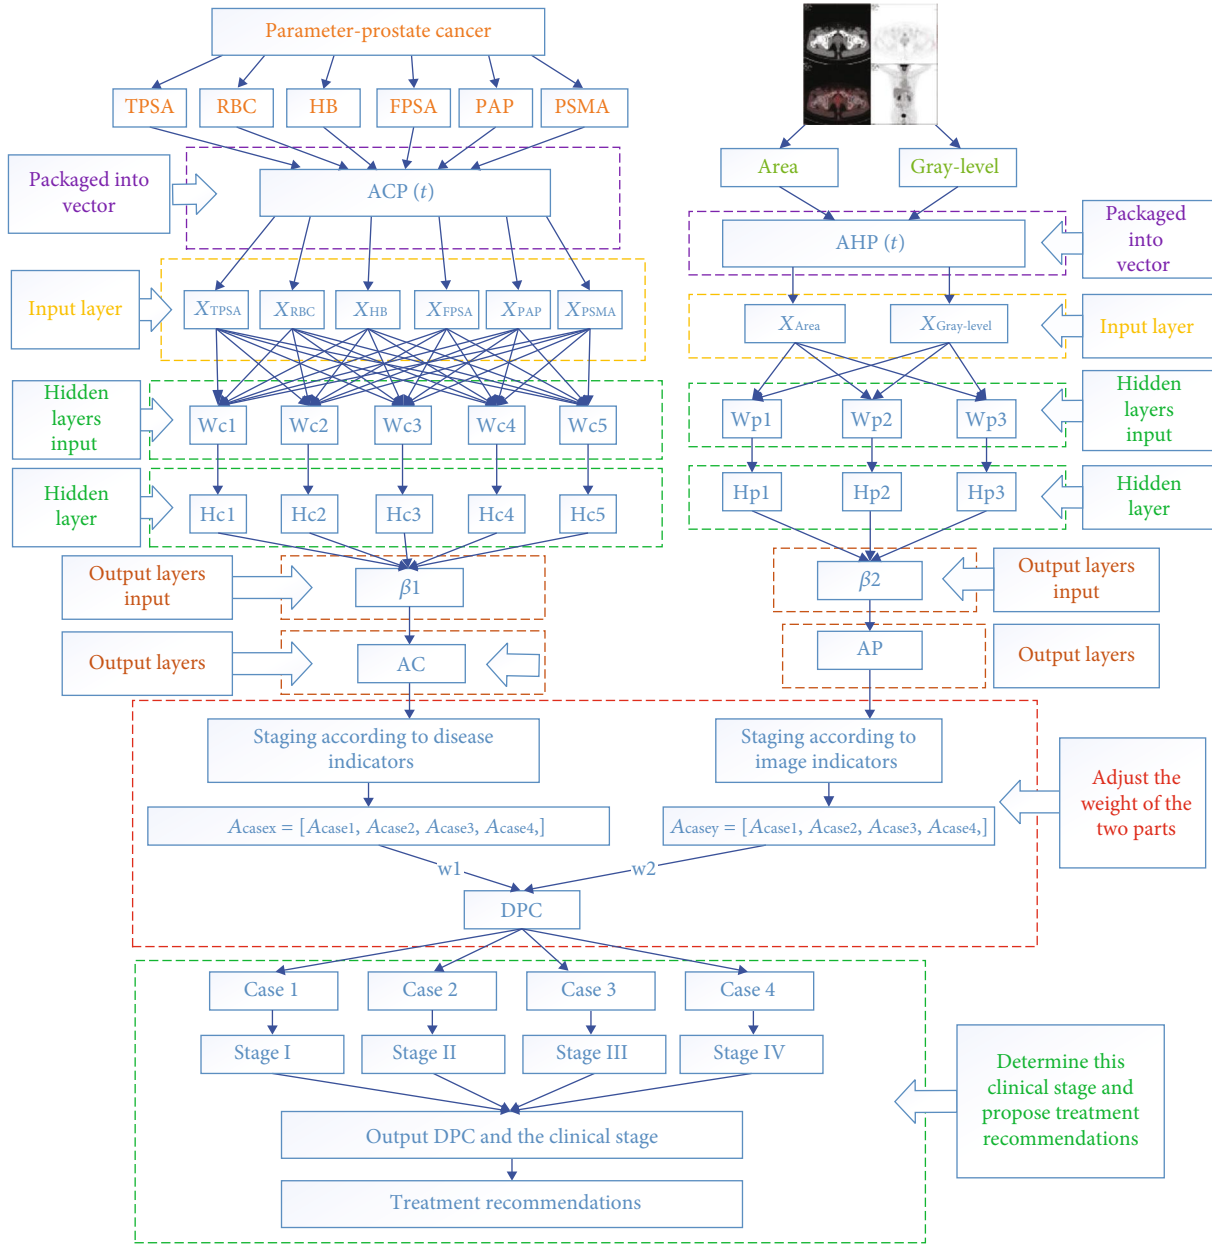 Parameter-prostate cancer
TPSA
RBC
HB
FPSA
PAP
PSMA
Area
Gray-level
Packaged into
vector
ACP (t)
AHP (t)
Packaged
into
vector
Input layer
XTPSA
XRBC
XHB
XFPSA
XPAP
XPSMA
XArea
XGray-level
Input layer
Hidden
layers
input
Wc1
Wc2
Wc3
Wc4
Wc5
Wp1
Wp2
Wp3
Hidden
layers
input
Hidden
layer
Hc1
Hc2
Hc3
Hc4
Hc5
Hp1
Hp2
Hp3
Hidden
layer
Output layers
input
β1
β2
Output layers
input
Output layers
AC
AP
Output layers
Staging according to disease
indicators
Staging according to
image indicators
Adjust the
weight of the
two parts
Acasex = [Acase1, Acase2, Acase3, Acase4,]
Acasey = [Acase1, Acase2, Acase3, Acase4,]
w1
w2
DPC
Case 1
Case 2
Case 3
Case 4
Stage I
Stage II
Stage III
Stage IV
Determine this
clinical stage and
propose treatment
recommendations
Output DPC and the clinical stage
Treatment recommendations